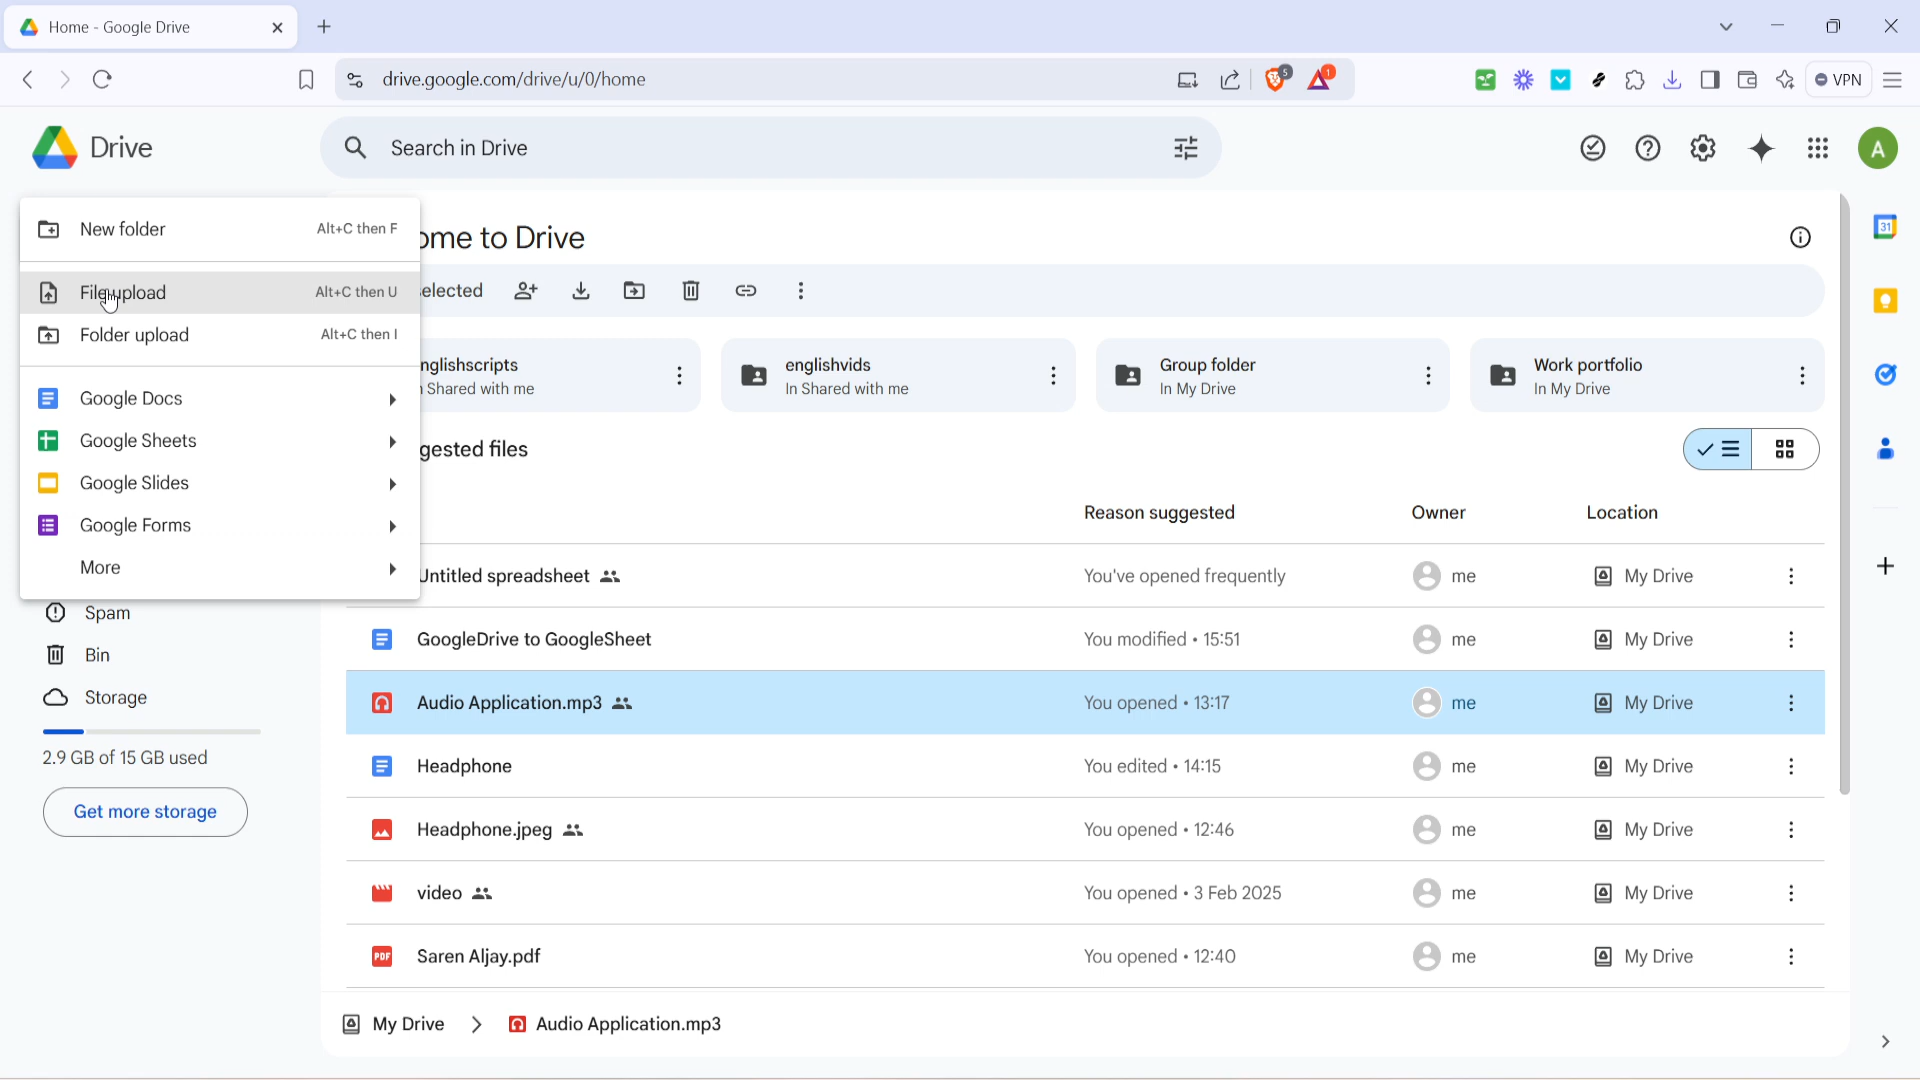 Home - Google Drive
drive.google.com/drive/u/0/home
5
1
VPN
Drive
Search in Drive
A
New folder Alt+C then F
File upload Alt+C then U
Folder upload Alt+C then I
Google Docs
Google Sheets
Google Slides
Google Forms
More
Spam
Bin
Storage
2.9 GB of 15 GB used
Get more storage
ome to Drive
elected
nglishscripts
Shared with me
englishvids
In Shared with me
Group folder
In My Drive
Work portfolio
In My Drive
gested files
Reason suggested Owner Location
Untitled spreadsheet You've opened frequently me My Drive
GoogleDrive to GoogleSheet You modified • 15:51 me My Drive
Audio Application.mp3 You opened • 13:17 me My Drive
Headphone You edited • 14:15 me My Drive
Headphone.jpeg You opened • 12:46 me My Drive
video You opened • 3 Feb 2025 me My Drive
PDF Saren Aljay.pdf You opened • 12:40 me My Drive
My Drive > Audio Application.mp3
31